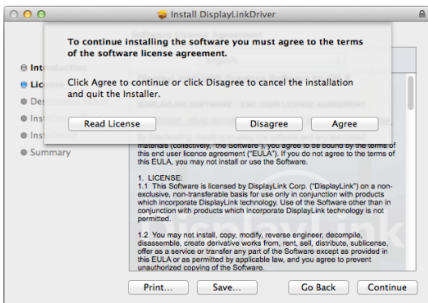 Install DisplayLinkDriver
To continue installing the software you must agree to the terms
of the software license agreement.
Click Agree to continue or click Disagree to cancel the installation
and quit the Installer.
Read License
Disagree
Agree
Int
Lic
Des
Inst
Inst
Summary
materials (collectively, the "Software"), you agree to be bound by the terms of
this end user licence agreement ("EULA"). If you do not agree to the terms of
this EULA, you may not install or use the Software.
1. LICENSE:
1.1 This Software is licensed by DisplayLink Corp. ("DisplayLink") on a non-
exclusive, non-transferable basis for use only in conjunction with products
which incorporate DisplayLink technology. Use of the Software other than in
conjunction with products which incorporate DisplayLink technology is not
permitted.
1.2 You may not install, copy, modify, reverse engineer, decompile,
disassemble, create derivative works from, rent, sell, distribute, sublicense,
offer as a service or transfer any part of the Software except as provided in
this EULA or as permitted by applicable law, and you agree to prevent
unauthorized copying of the Software.
Print...
Save...
Go Back
Continue